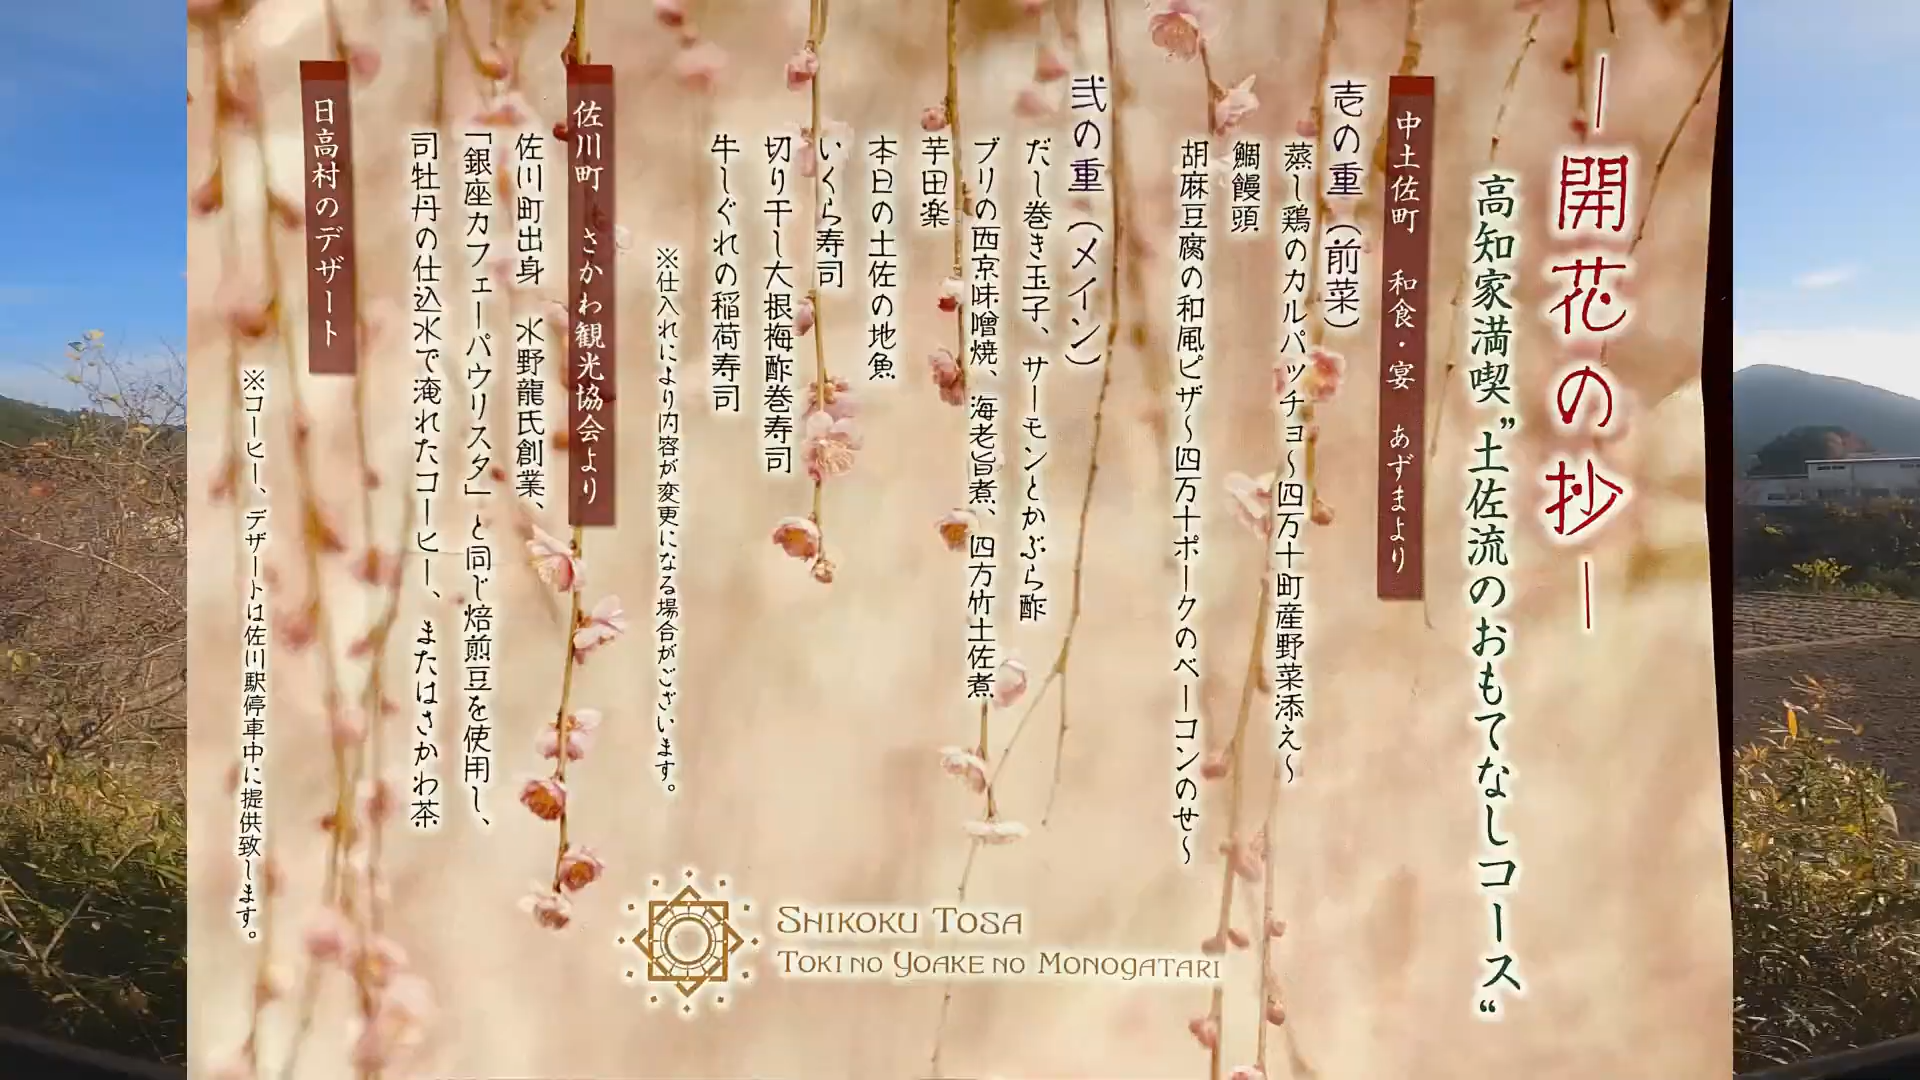 ―開花の抄―
高知家満喫〝土佐流のおもてなしコース〟
中土佐町 和食・宴 あずまより
壱の重（前菜）
蒸し鶏のカルパッチョ～四万十町産野菜添え～
鯛饅頭
胡麻豆腐の和風ピザ～四万十ポークのベーコンのせ～
弐の重（メイン）
だし巻き玉子、サーモンとかぶら酢
ブリの西京味噌焼、海老旨煮、四方竹土佐煮
芋田楽
本日の土佐の地魚
いくら寿司
切り干し大根梅酢巻寿司
牛しぐれの稲荷寿司
※仕入れにより内容が変更になる場合がございます。
佐川町 さかわ観光協会より
佐川町出身 水野龍氏創業、
「銀座カフェーパウリスタ」と同じ焙煎豆を使用し、
司牡丹の仕込水で淹れたコーヒー、またはさかわ茶
日高村のデザート
※コーヒー、デザートは佐川駅停車中に提供致します。
SHIKOKU TOSA
TOKI NO YOAKE NO MONOGATARI